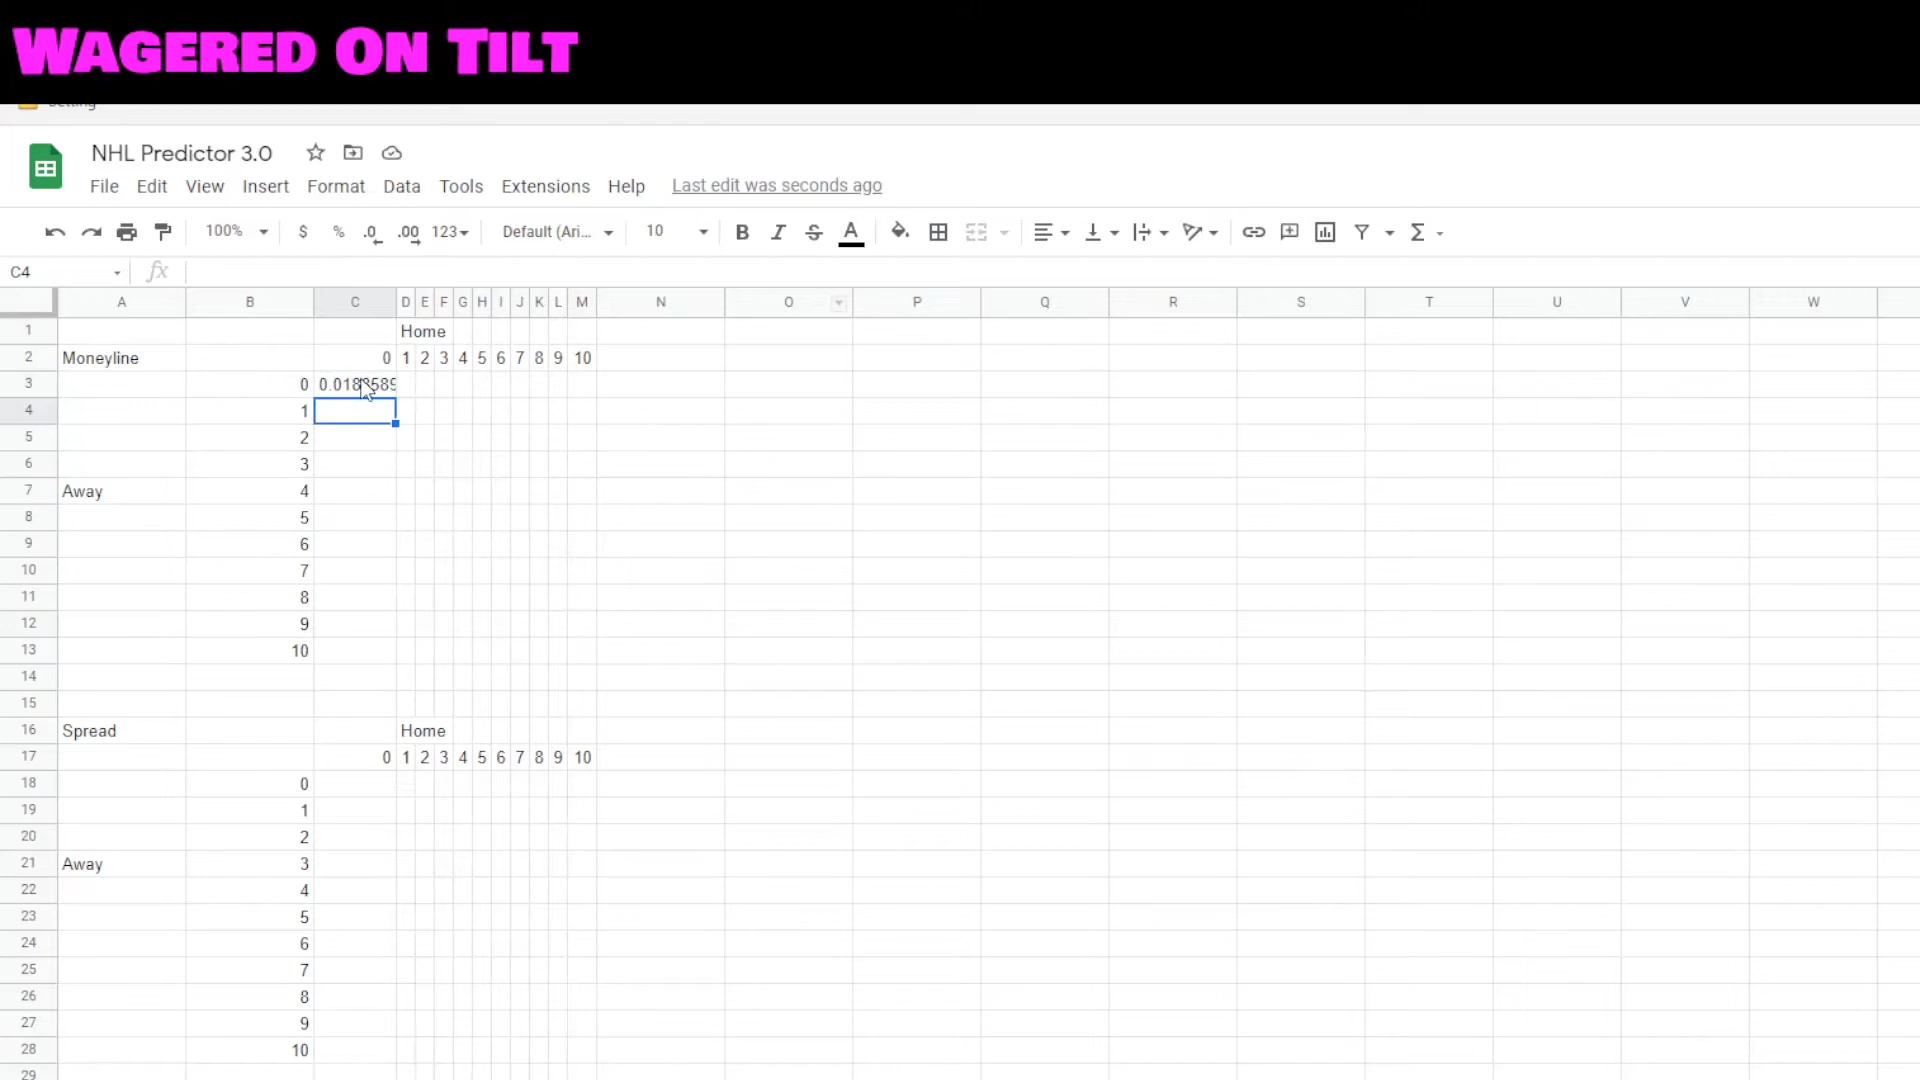 WAGERED ON TILT
NHL Predictor 3.0
File Edit View Insert Format Data Tools Extensions Help Last edit was seconds ago
100% $ % .0 .00 123 Default (Ari... 10 B I S A Σ
C4 fx
A B C D E F G H I J K L M N O P Q R S T U V W
1 Home
2 Moneyline 0 1 2 3 4 5 6 7 8 9 10
3 0
4 1
5 2
6 3
7 Away 4
8 5
9 6
10 7
11 8
12 9
13 10
14
15
16 Spread Home
17 0 1 2 3 4 5 6 7 8 9 10
18 0
19 1
20 2
21 Away 3
22 4
23 5
24 6
25 7
26 8
27 9
28 10
29